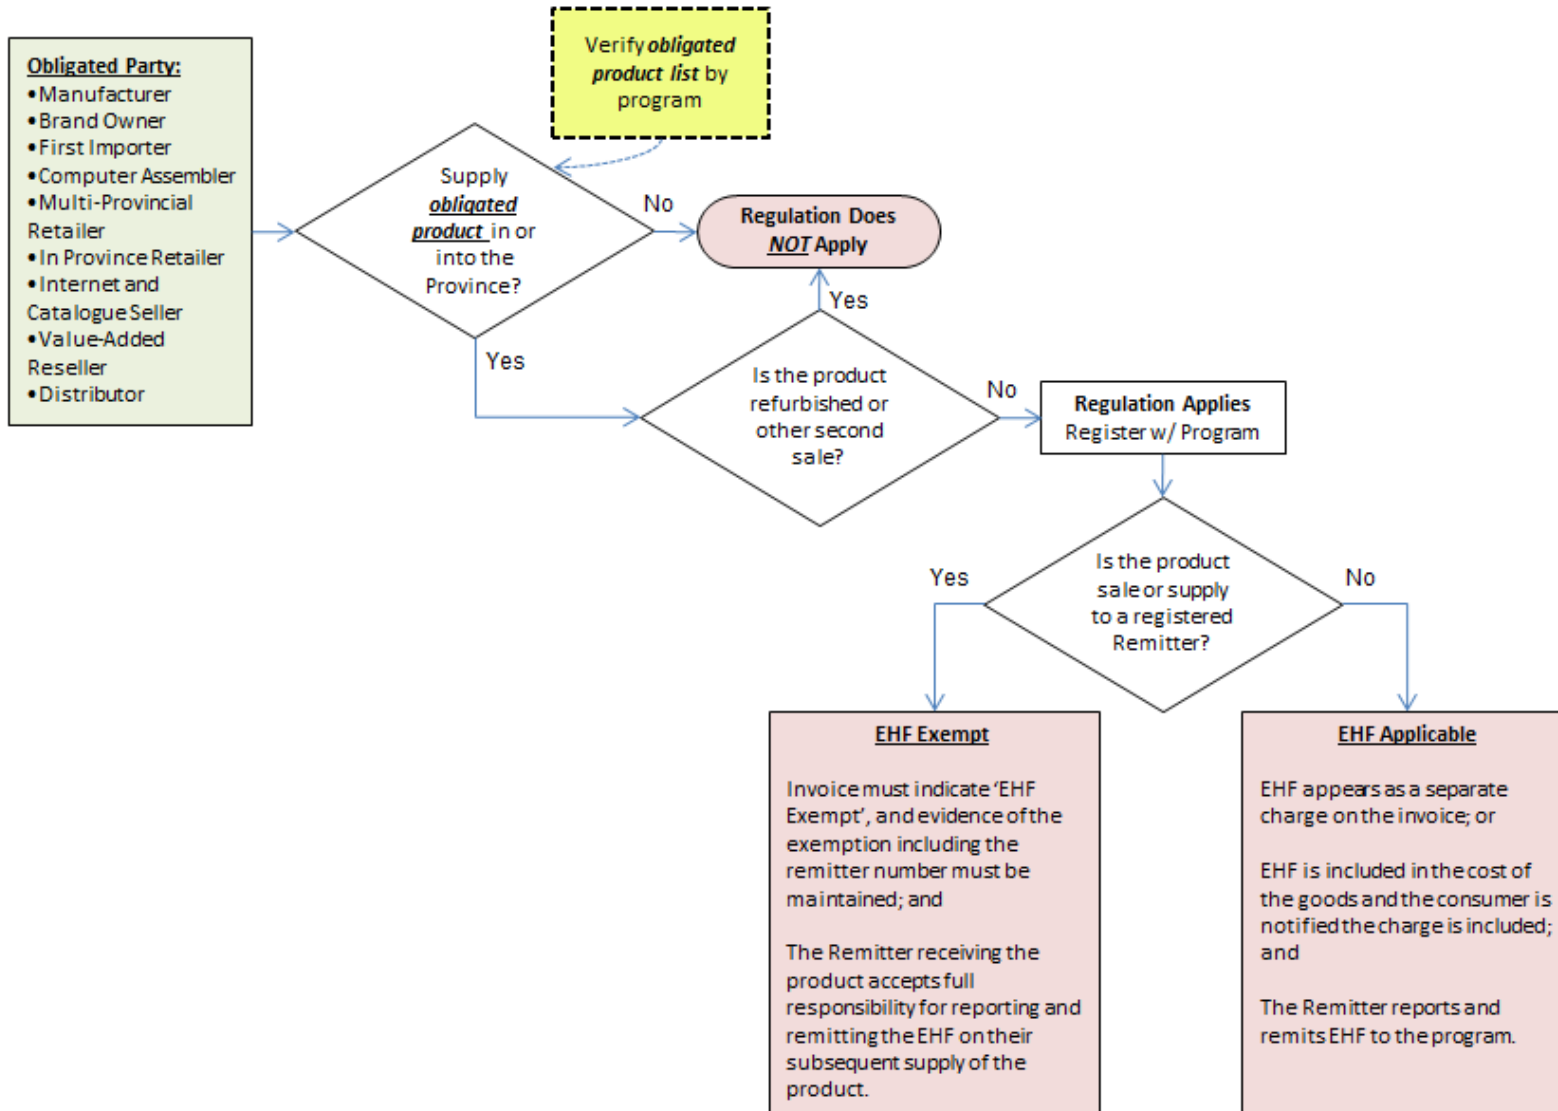 Obligated Party:
•Manufacturer
•Brand Owner
•First Importer
•Computer Assembler
•Multi-Provincial
Retailer
•In Province Retailer
•Internet and
Catalogue Seller
•Value-Added
Reseller
•Distributor
Verify obligated
product list by
program
Supply
obligated
product in or
into the
Province?
No
Regulation Does
NOT Apply
Yes
Yes
Is the product
refurbished or
other second
sale?
No
Regulation Applies
Register w/ Program
Is the product
sale or supply
to a registered
Remitter?
Yes
No
EHF Exempt
Invoice must indicate ‘EHF
Exempt’, and evidence of the
exemption including the
remitter number must be
maintained; and
The Remitter receiving the
product accepts full
responsibility for reporting and
remitting the EHF on their
subsequent supply of the
product.
EHF Applicable
EHF appears as a separate
charge on the invoice; or
EHF is included in the cost of
the goods and the consumer is
notified the charge is included;
and
The Remitter reports and
remits EHF to the program.